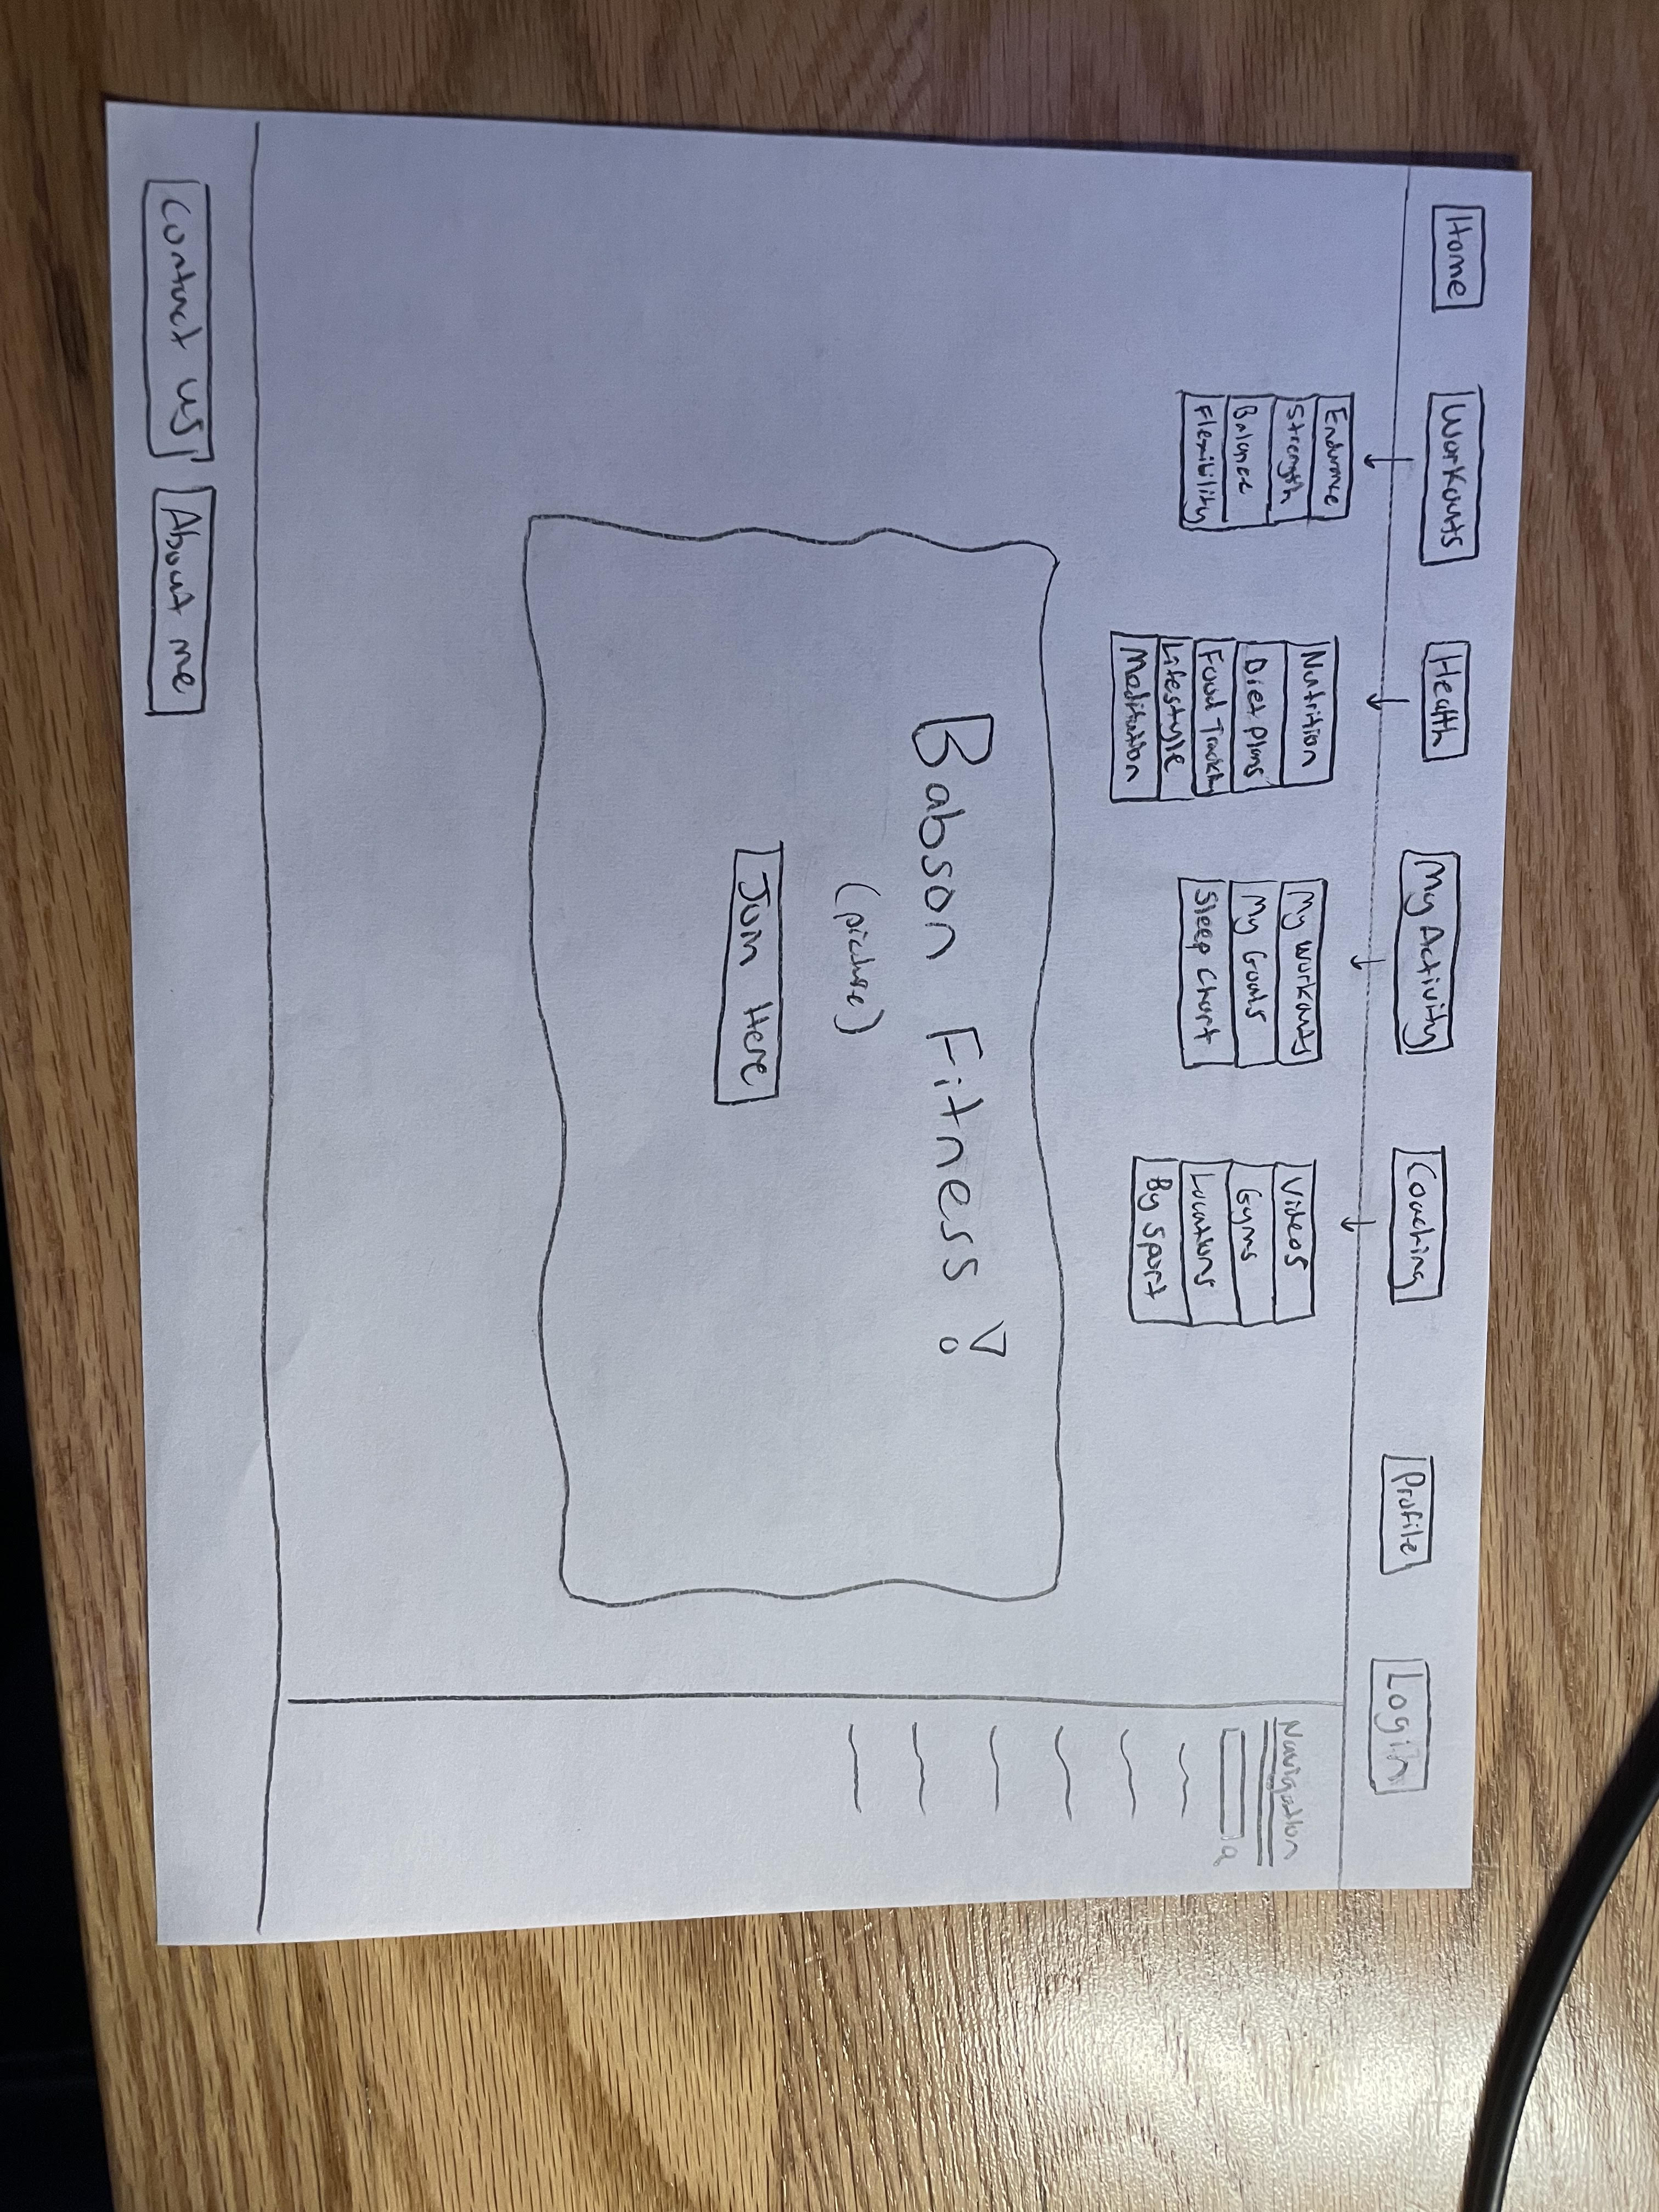 Home Workouts Health My Activity Coaching Profile Login
Endurance
Strength
Balance
Flexibility
Nutrition
Diet Plans
Food Trackr
Lifestyle
Meditation
My Workouts
My Goals
Sleep Chart
Videos
Gyms
Locations
By Sport
Navigation
Babson Fitness!
(picture)
Join Here
Contact us About me